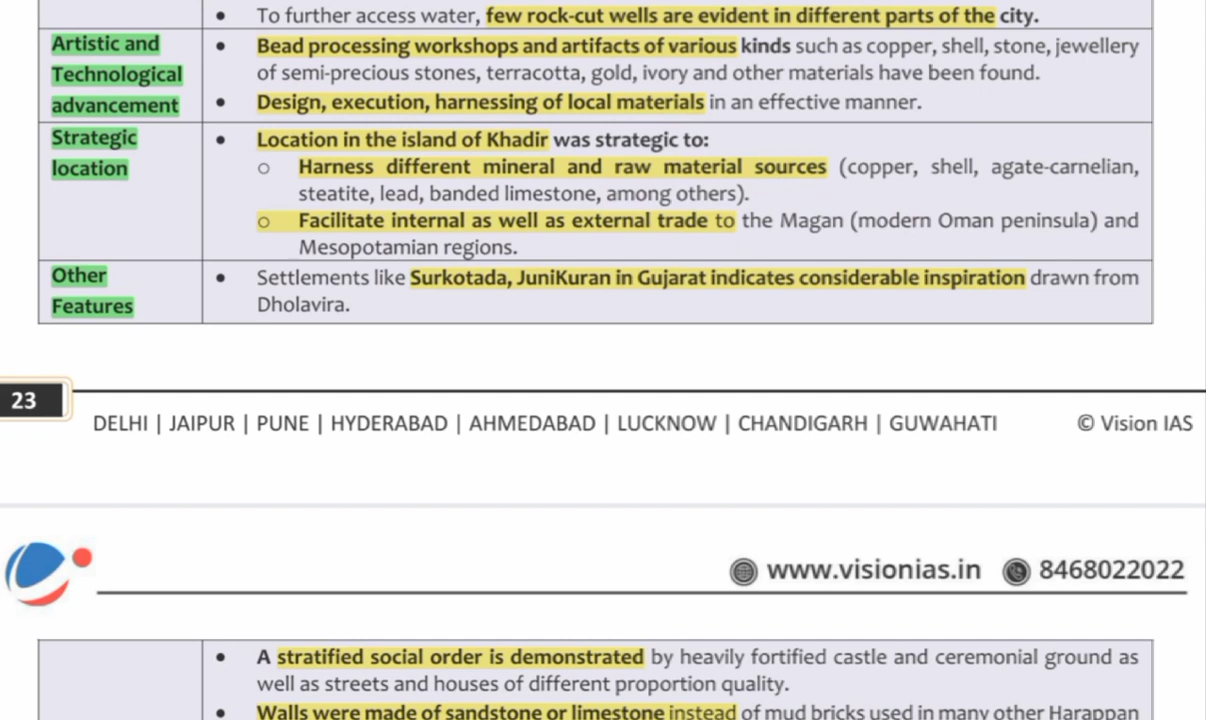 • To further access water, few rock-cut wells are evident in different parts of the city.
Artistic and
Technological
advancement
• Bead processing workshops and artifacts of various kinds such as copper, shell, stone, jewellery
of semi-precious stones, terracotta, gold, ivory and other materials have been found.
• Design, execution, harnessing of local materials in an effective manner.
Strategic
location
• Location in the island of Khadir was strategic to:
o Harness different mineral and raw material sources (copper, shell, agate-carnelian,
steatite, lead, banded limestone, among others).
o Facilitate internal as well as external trade to the Magan (modern Oman peninsula) and
Mesopotamian regions.
Other
Features
• Settlements like Surkotada, JuniKuran in Gujarat indicates considerable inspiration drawn from
Dholavira.
23
DELHI | JAIPUR | PUNE | HYDERABAD | AHMEDABAD | LUCKNOW | CHANDIGARH | GUWAHATI © Vision IAS
www.visionias.in 8468022022
• A stratified social order is demonstrated by heavily fortified castle and ceremonial ground as
well as streets and houses of different proportion quality.
• Walls were made of sandstone or limestone instead of mud bricks used in many other Harappan